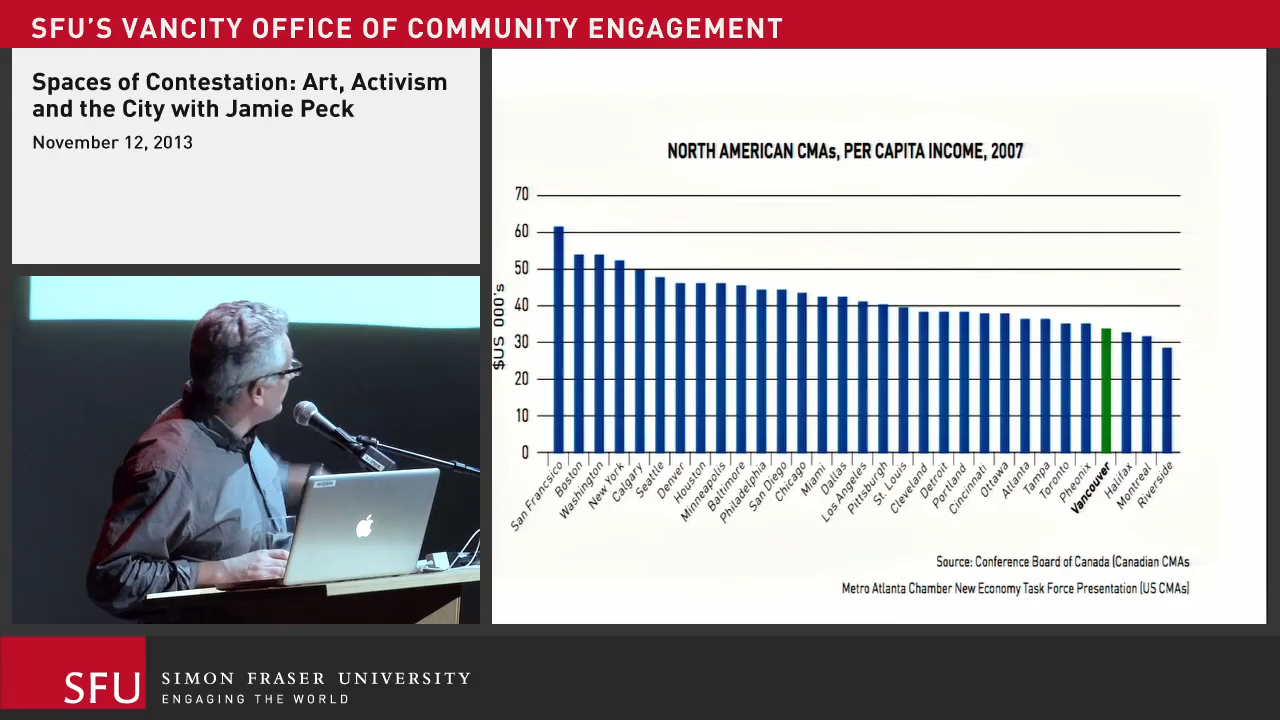 SFU'S VANCITY OFFICE OF COMMUNITY ENGAGEMENT
Spaces of Contestation: Art, Activism
and the City with Jamie Peck
November 12, 2013
NORTH AMERICAN CMAs, PER CAPITA INCOME, 2007
$US 000's
70
60
50
40
30
20
10
0
San Francsico
Boston
Washington
New York
Calgary
Seattle
Denver
Houston
Minneapolis
Baltimore
Philadelphia
San Diego
Chicago
Miami
Dallas
Los Angeles
Pittsburgh
St. Louis
Cleveland
Detroit
Portland
Cincinnati
Ottawa
Atlanta
Tampa
Toronto
Pheonix
Vancouver
Halifax
Montreal
Riverside
Source: Conference Board of Canada (Canadian CMAs
Metro Atlanta Chamber New Economy Task Force Presentation (US CMAs)
SFU
SIMON FRASER UNIVERSITY
ENGAGING THE WORLD